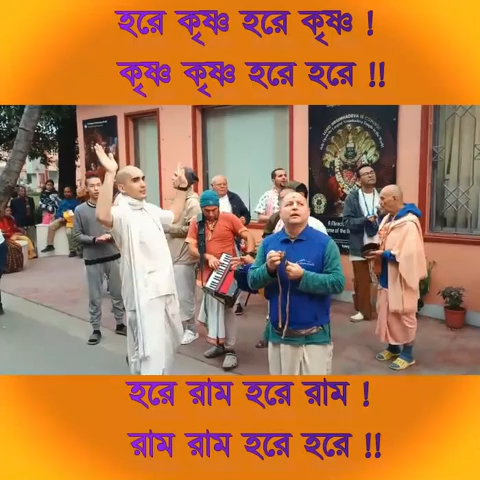 হরে কৃষ্ণ হরে কৃষ্ণ !
কৃষ্ণ কৃষ্ণ হরে হরে !!
হরে রাম হরে রাম !
রাম রাম হরে হরে !!